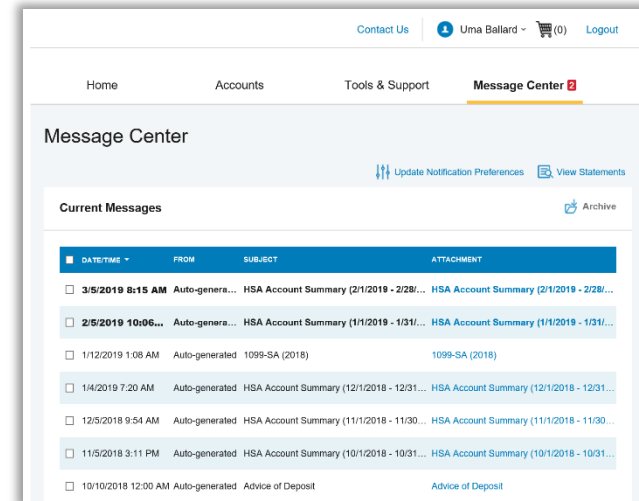 Contact Us Uma Ballard (0) Logout
Home Accounts Tools & Support Message Center 2
Message Center
Update Notification Preferences View Statements
Current Messages Archive
DATE/TIME FROM SUBJECT ATTACHMENT
3/5/2019 8:15 AM Auto-genera... HSA Account Summary (2/1/2019 - 2/28/... HSA Account Summary (2/1/2019 - 2/28/...
2/5/2019 10:06... Auto-genera... HSA Account Summary (1/1/2019 - 1/31/... HSA Account Summary (1/1/2019 - 1/31/...
1/12/2019 1:08 AM Auto-generated 1099-SA (2018) 1099-SA (2018)
1/4/2019 7:20 AM Auto-generated HSA Account Summary (12/1/2018 - 12/31... HSA Account Summary (12/1/2018 - 12/31...
12/5/2018 9:54 AM Auto-generated HSA Account Summary (11/1/2018 - 11/30... HSA Account Summary (11/1/2018 - 11/30...
11/5/2018 3:11 PM Auto-generated HSA Account Summary (10/1/2018 - 10/31... HSA Account Summary (10/1/2018 - 10/31...
10/10/2018 12:00 AM Auto-generated Advice of Deposit Advice of Deposit